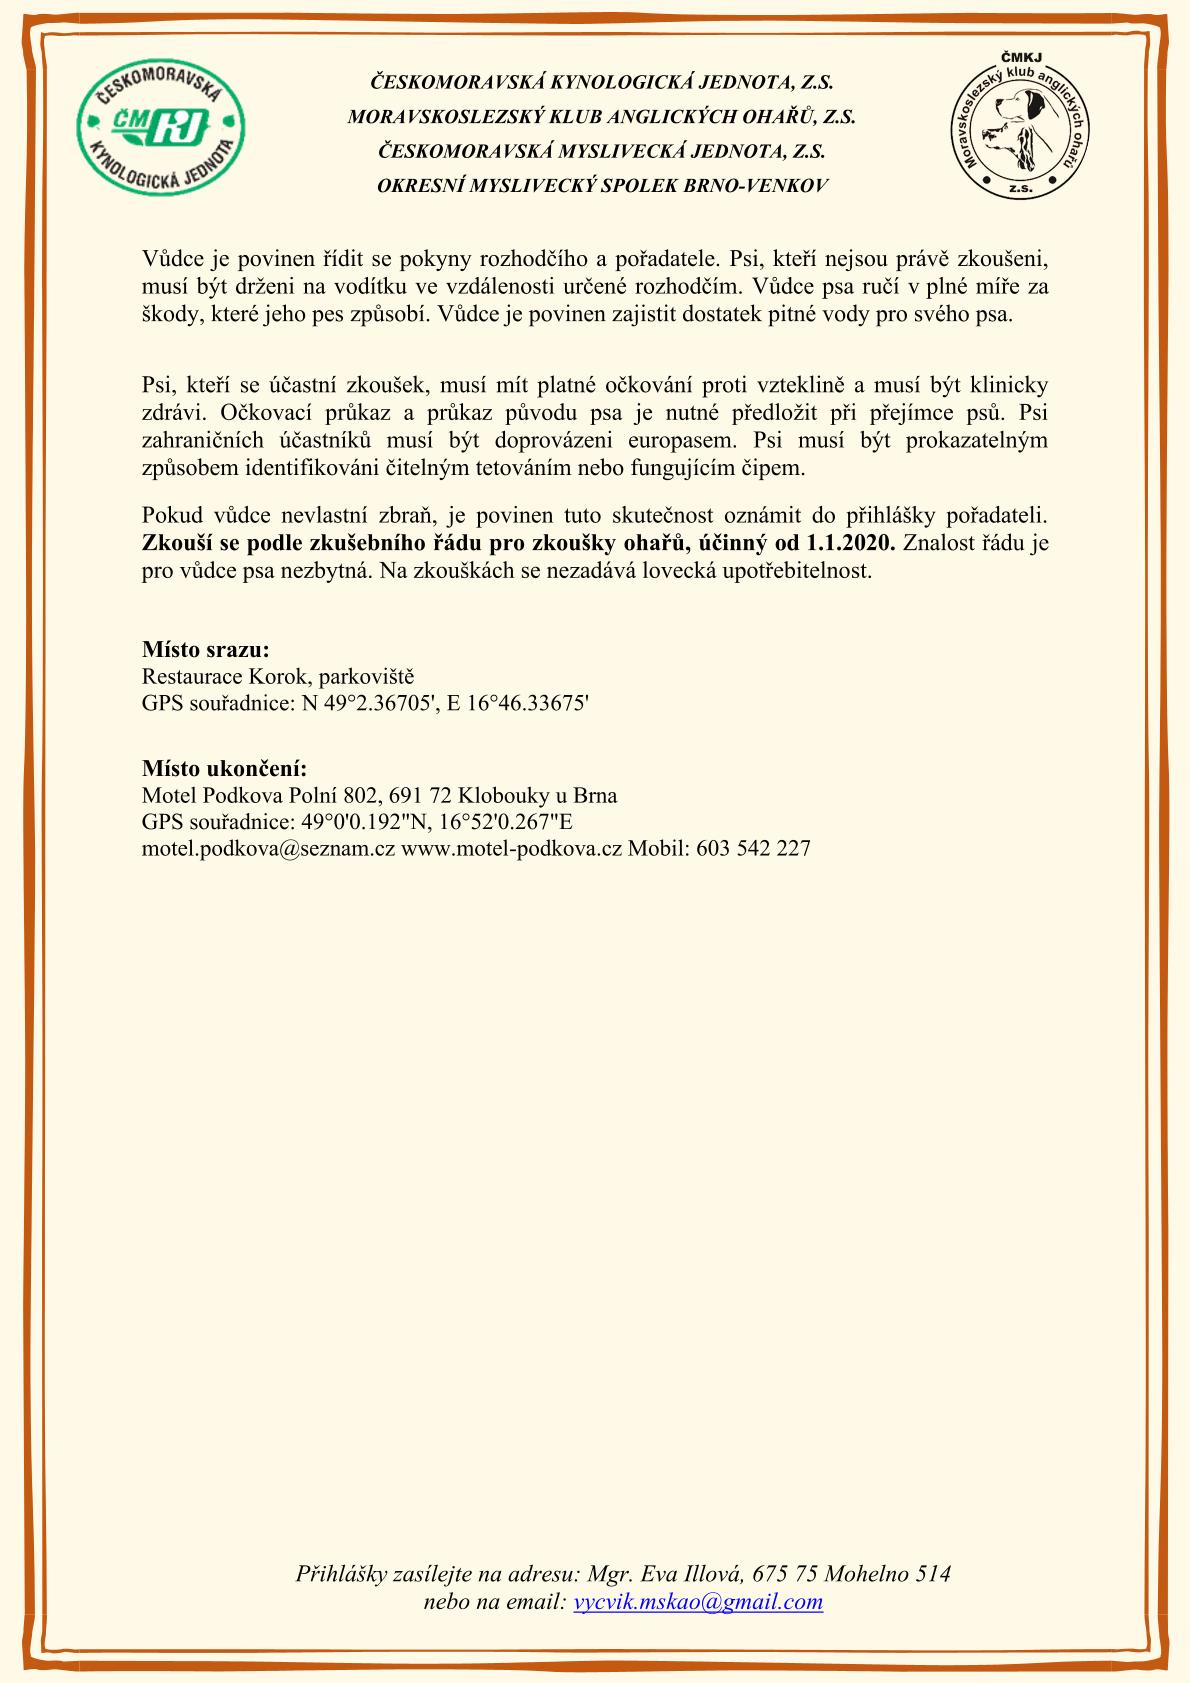 ČESKOMORAVSKÁ
ČMKJ
KYNOLOGICKÁ JEDNOTA
ČESKOMORAVSKÁ KYNOLOGICKÁ JEDNOTA, Z.S.
MORAVSKOSLEZSKÝ KLUB ANGLICKÝCH OHAŘŮ, Z.S.
ČESKOMORAVSKÁ MYSLIVECKÁ JEDNOTA, Z.S.
OKRESNÍ MYSLIVECKÝ SPOLEK BRNO-VENKOV
ČMKJ
Moravskoslezský klub anglických ohařů
z.s.
Vůdce je povinen řídit se pokyny rozhodčího a pořadatele. Psi, kteří nejsou právě zkoušeni,
musí být drženi na vodítku ve vzdálenosti určené rozhodčím. Vůdce psa ručí v plné míře za
škody, které jeho pes způsobí. Vůdce je povinen zajistit dostatek pitné vody pro svého psa.
Psi, kteří se účastní zkoušek, musí mít platné očkování proti vzteklině a musí být klinicky
zdrávi. Očkovací průkaz a průkaz původu psa je nutné předložit při přejímce psů. Psi
zahraničních účastníků musí být doprovázeni europasem. Psi musí být prokazatelným
způsobem identifikováni čitelným tetováním nebo fungujícím čipem.
Pokud vůdce nevlastní zbraň, je povinen tuto skutečnost oznámit do přihlášky pořadateli.
Zkouší se podle zkušebního řádu pro zkoušky ohařů, účinný od 1.1.2020. Znalost řádu je
pro vůdce psa nezbytná. Na zkouškách se nezadává lovecká upotřebitelnost.
Místo srazu:
Restaurace Korok, parkoviště
GPS souřadnice: N 49°2.36705', E 16°46.33675'
Místo ukončení:
Motel Podkova Polní 802, 691 72 Klobouky u Brna
GPS souřadnice: 49°0'0.192"N, 16°52'0.267"E
motel.podkova@seznam.cz www.motel-podkova.cz Mobil: 603 542 227
Přihlášky zasílejte na adresu: Mgr. Eva Illová, 675 75 Mohelno 514
nebo na email: vycvik.mskao@gmail.com